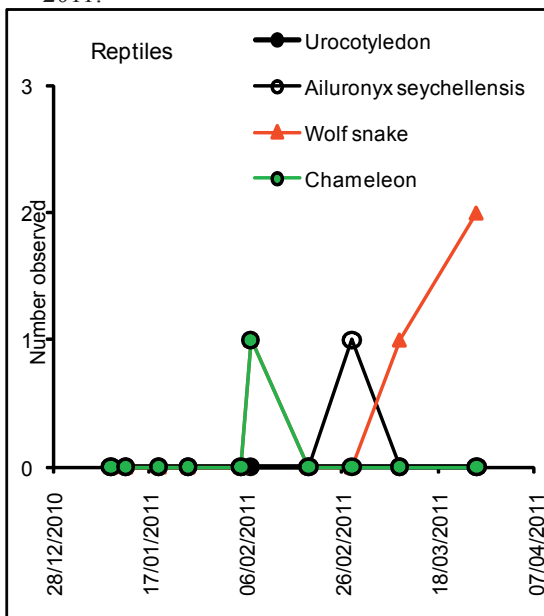 2011.
Reptiles
Urocotyledon
Ailuronyx seychellensis
Wolf snake
Chameleon
Number observed
3
2
1
0
28/12/2010
17/01/2011
06/02/2011
26/02/2011
18/03/2011
07/04/2011